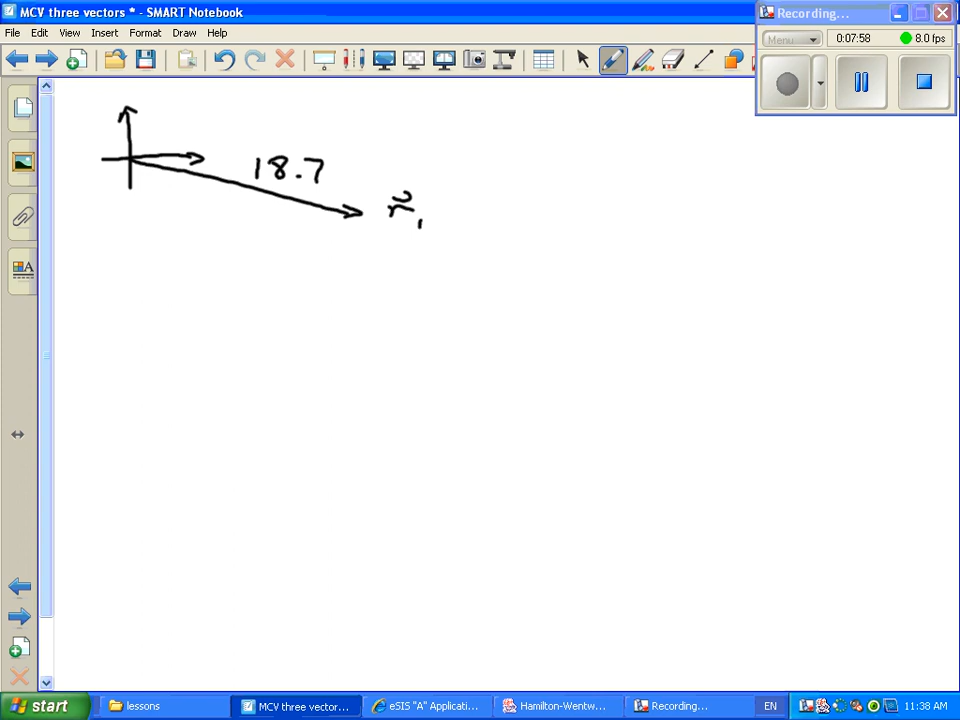 MCV three vectors * - SMART Notebook
Recording...
File Edit View Insert Format Draw Help
Menu 0:07:58 8.0 fps
18.7
r⃗₁
start lessons MCV three vector... eSIS "A" Applicati... Hamilton-Wentw... Recording... EN 11:38 AM